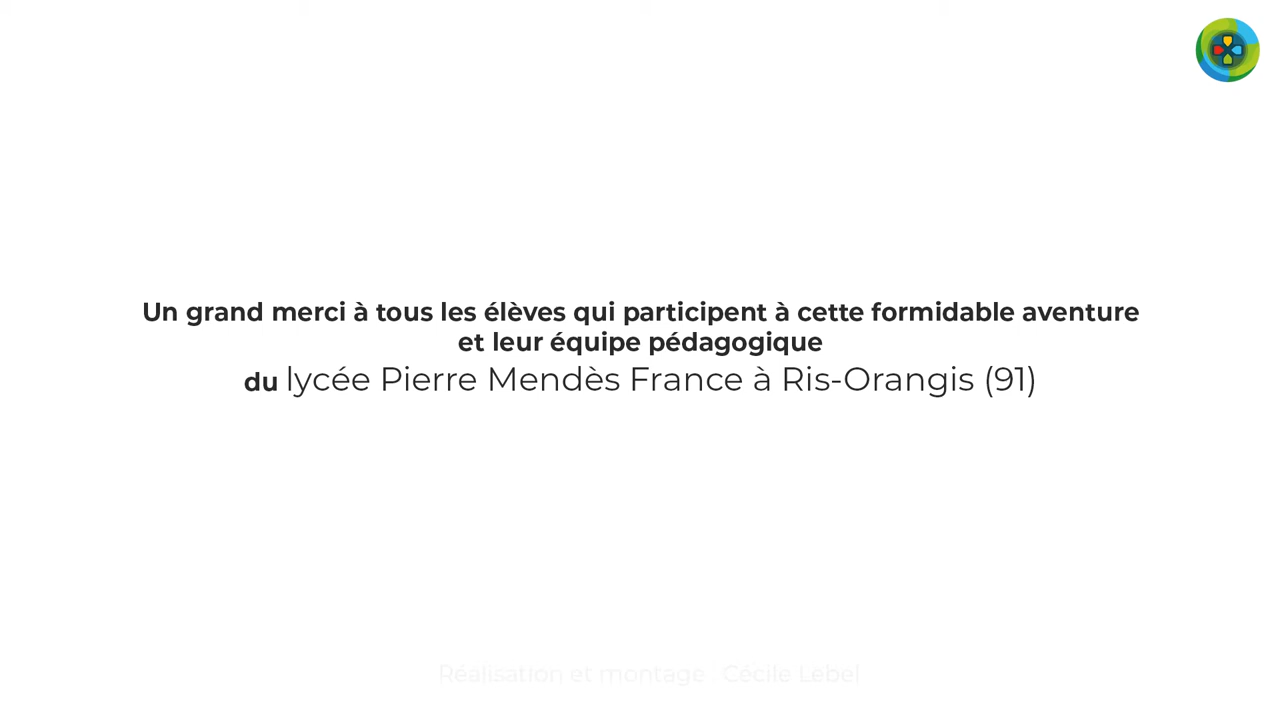 Un grand merci à tous les élèves qui participent à cette formidable aventure
et leur équipe pédagogique
du lycée Pierre Mendès France à Ris-Orangis (91)
Réalisation et montage Cécile Lebel